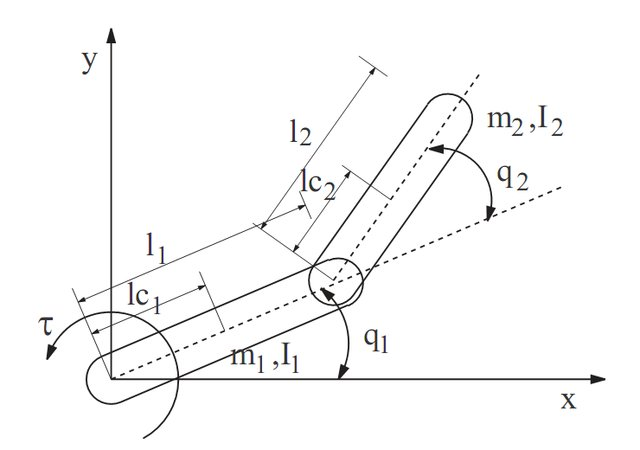 y
l₂
m₂,I₂
lc₂
q₂
l₁
lc₁
τ
q₁
m₁,I₁
x